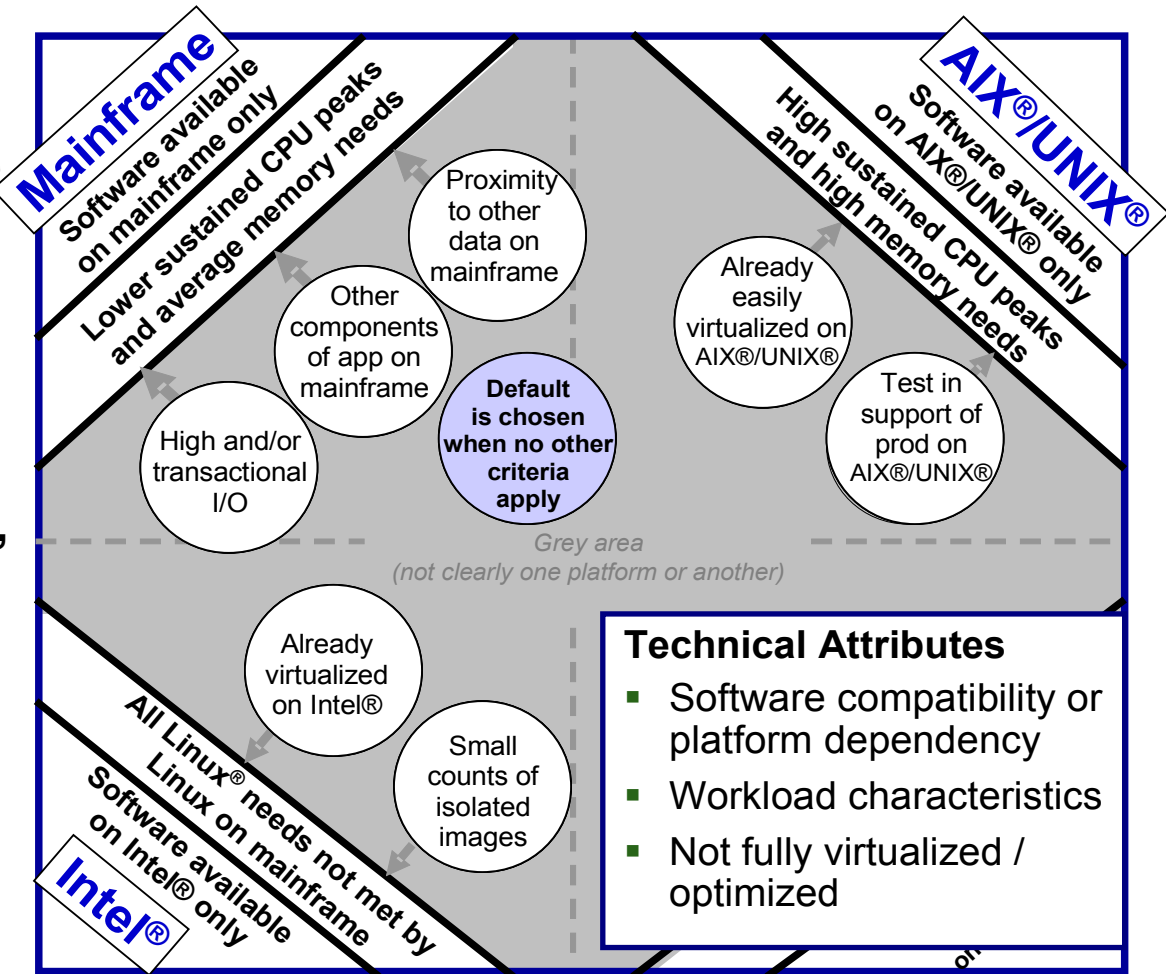 Mainframe
Software available
on mainframe only
Lower sustained CPU peaks
and average memory needs
AIX®/UNIX®
Software available
on AIX®/UNIX® only
High sustained CPU peaks
and high memory needs
Proximity
to other
data on
mainframe
Other
components
of app on
mainframe
High and/or
transactional
I/O
Default
is chosen
when no other
criteria
apply
Already
easily
virtualized on
AIX®/UNIX®
Test in
support of
prod on
AIX®/UNIX®
,
Grey area
(not clearly one platform or another)
Already
virtualized
on Intel®
Small
counts of
isolated
images
All Linux® needs not met by
Linux on mainframe
Software available
on Intel® only
Intel®
Technical Attributes
▪ Software compatibility or
platform dependency
▪ Workload characteristics
▪ Not fully virtualized /
optimized
on